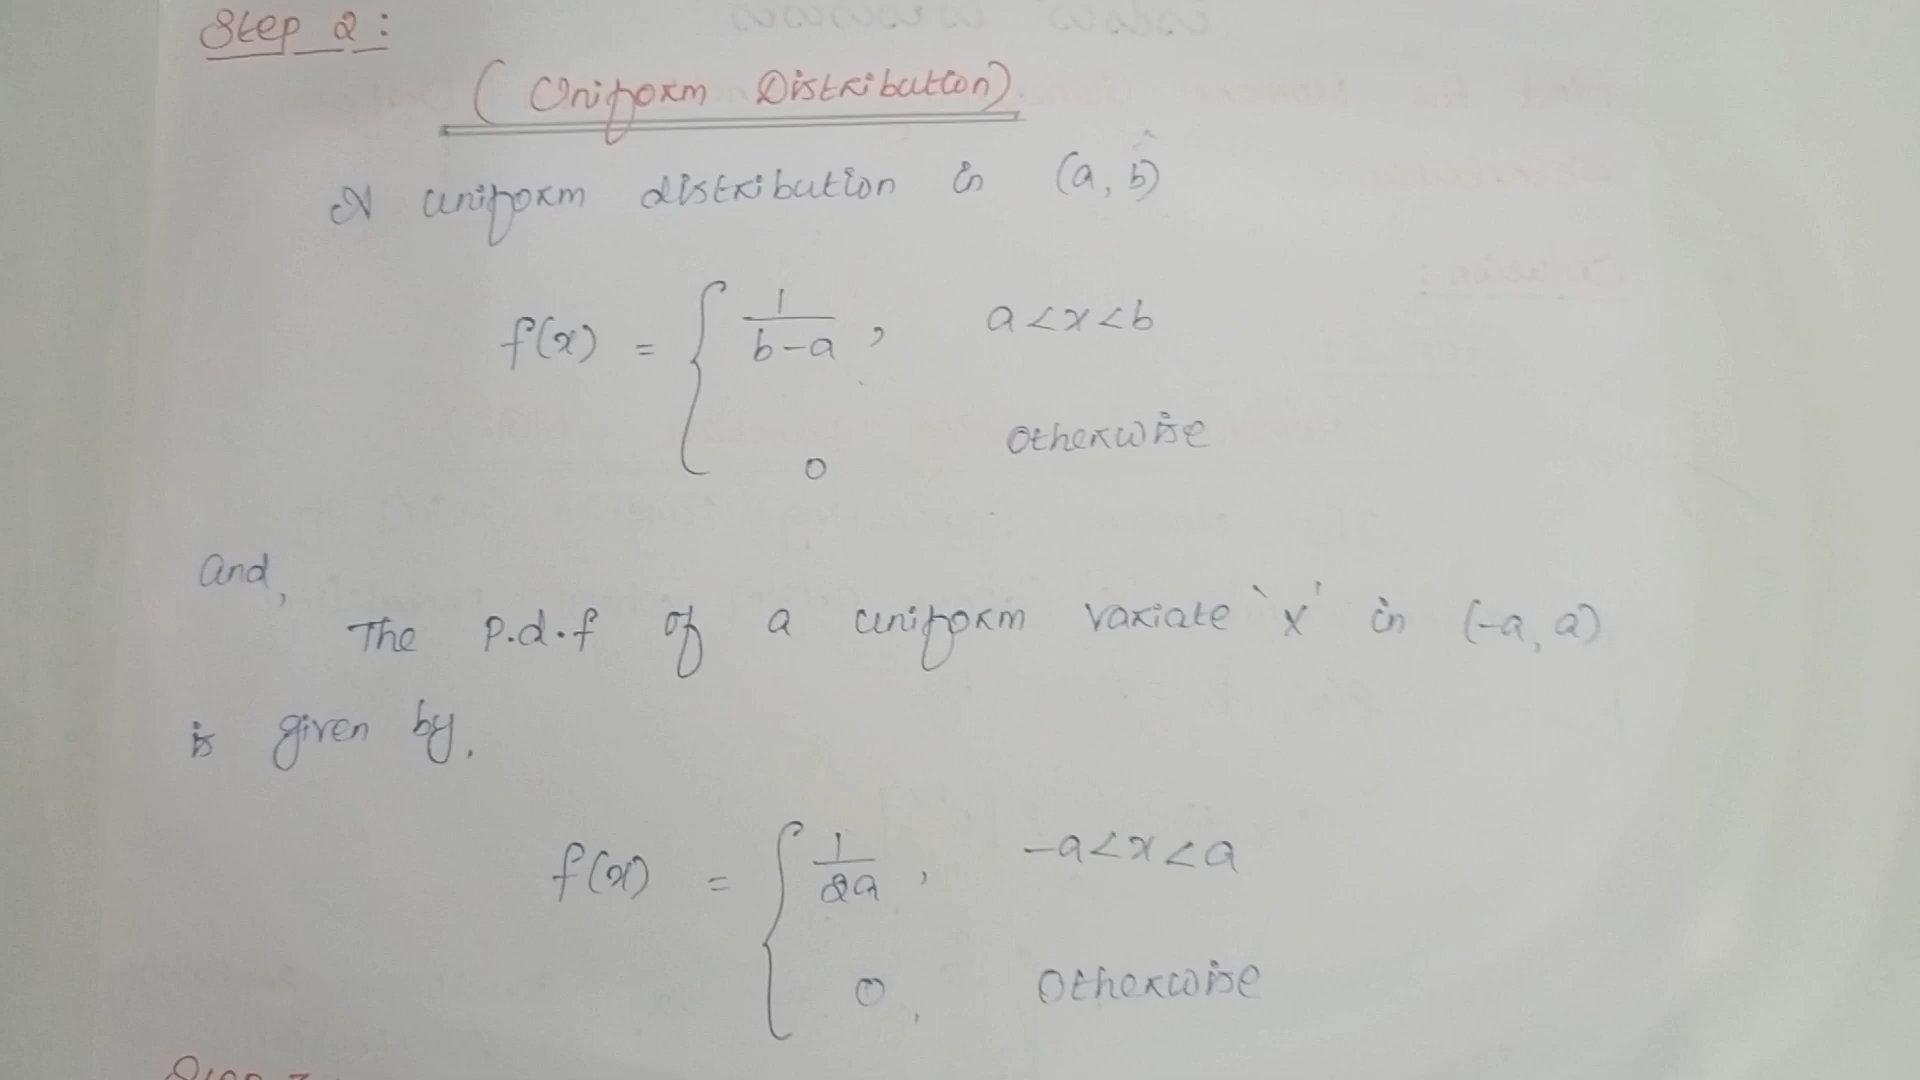 Step 2:
(Uniform Distribution)
A uniform distribution in (a, b)
f(x) = { 1/(b-a), a<x<b
0 otherwise
and,
The p.d.f of a uniform variate 'x' in (-a, a)
is given by,
f(x) = { 1/2a, -a<x<a
0, otherwise